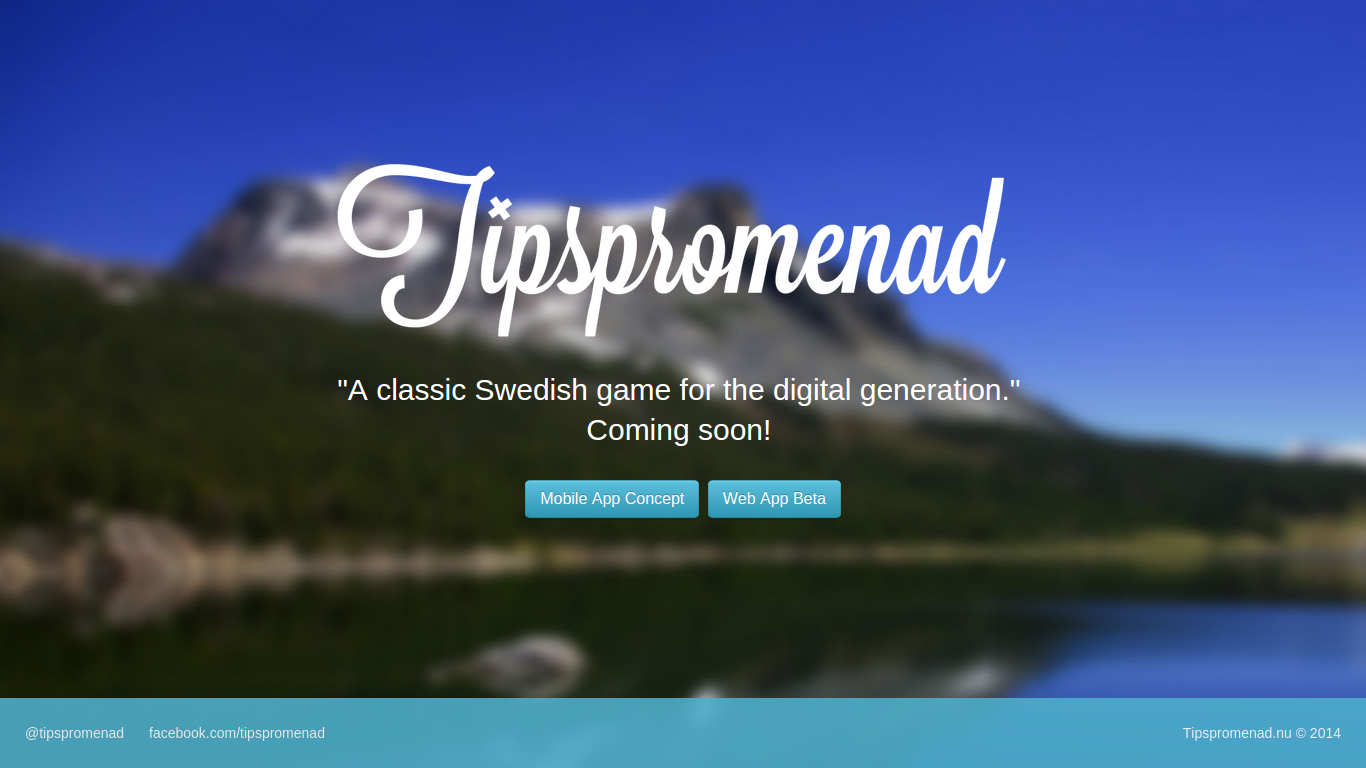 Tipspromenad
"A classic Swedish game for the digital generation."
Coming soon!
Mobile App Concept Web App Beta
@tipspromenad facebook.com/tipspromenad Tipspromenad.nu © 2014